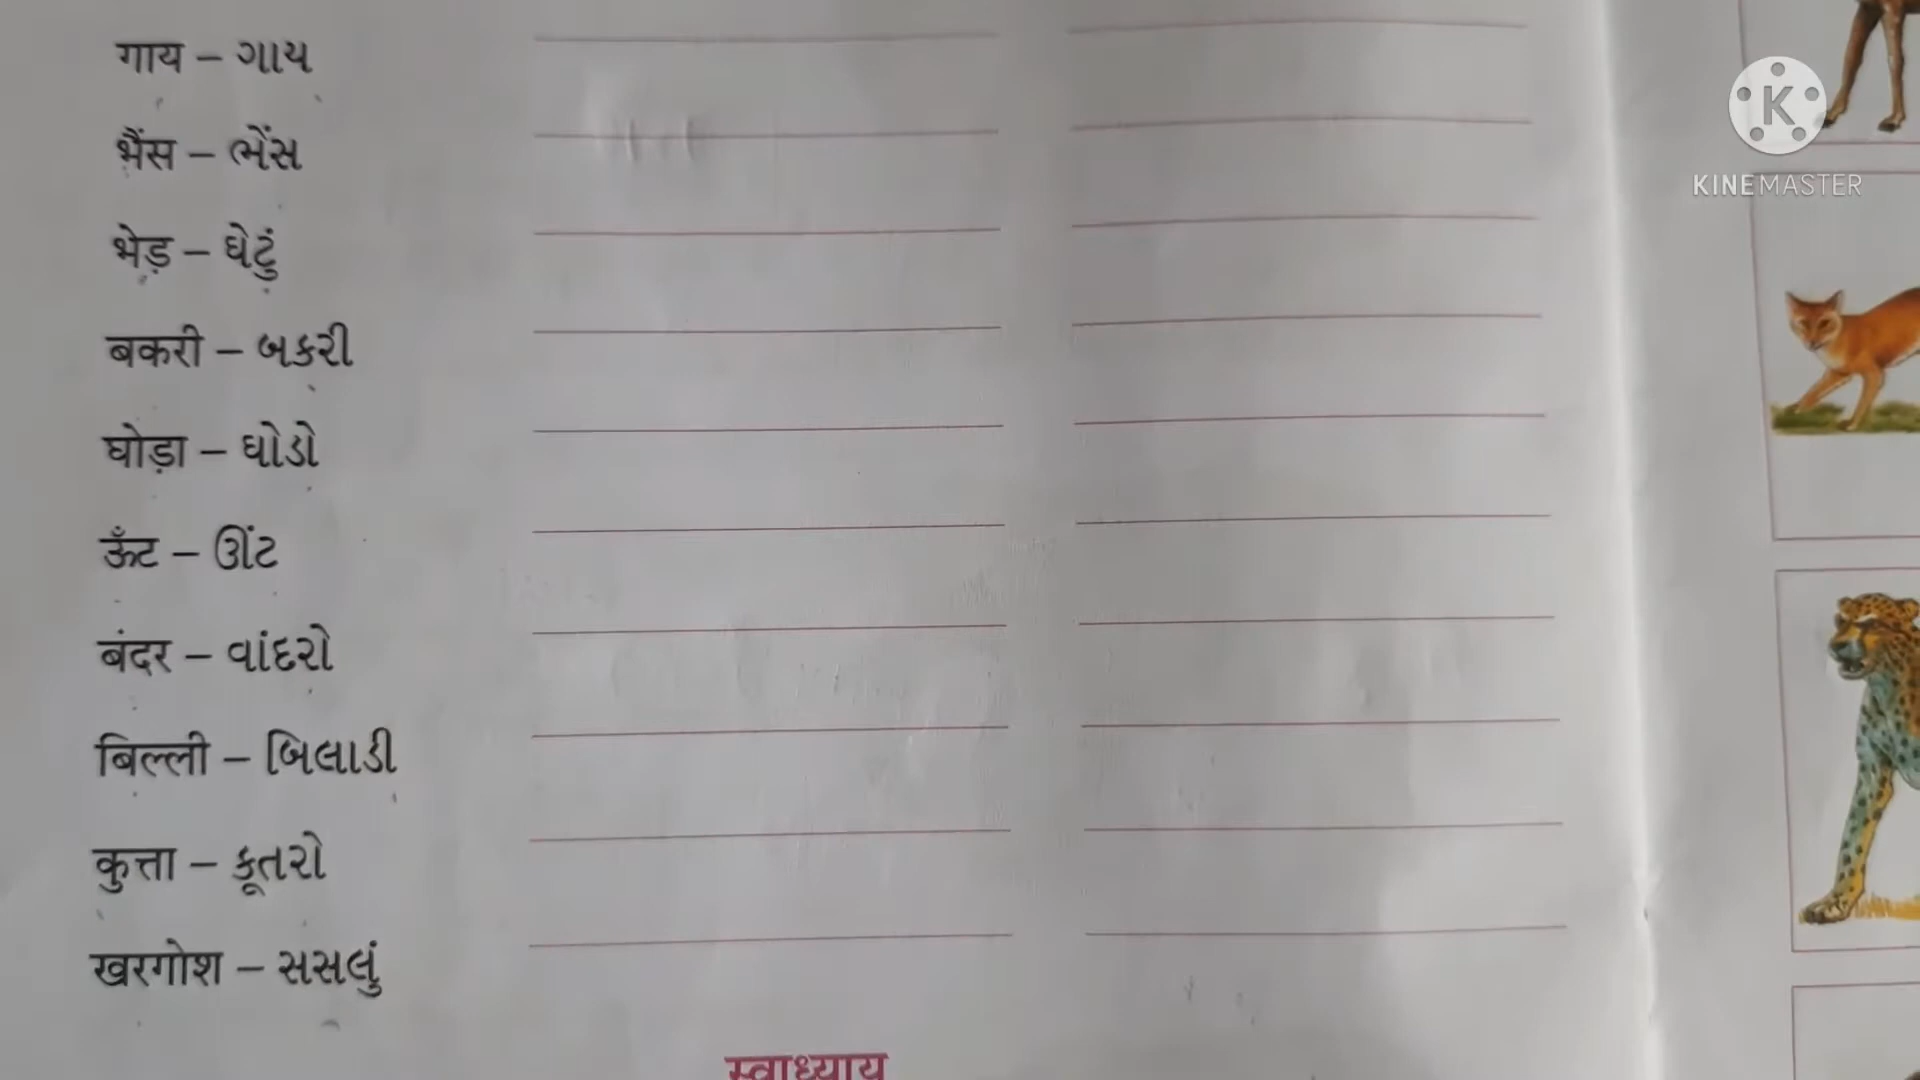 गाय – ગાય
भैंस – ભેંસ
भेड़ – ઘેટું
बकरी – બકરી
घोड़ा – ઘોડો
ऊँट – ઊંટ
बंदर – વાંદરો
बिल्ली – બિલાડી
कुत्ता – કૂતરો
खरगोश – સસલું
स्वाध्याय
KINEMASTER